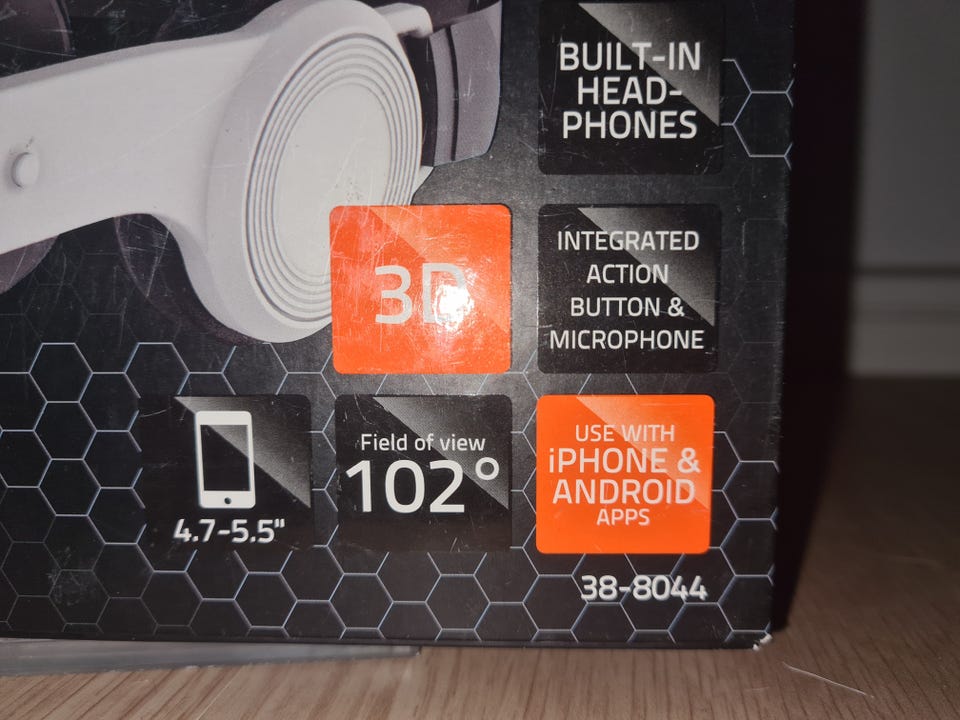 BUILT-IN
HEAD-
PHONES
3D
INTEGRATED
ACTION
BUTTON &
MICROPHONE
4.7-5.5"
Field of view
102°
USE WITH
iPHONE &
ANDROID
APPS
38-8044